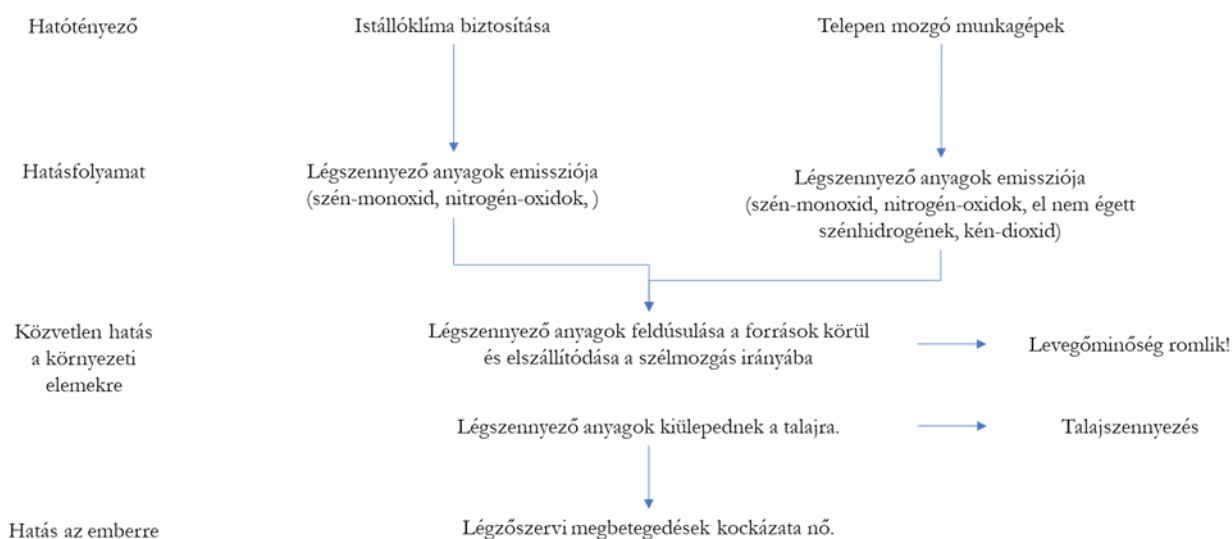 Hatótényező
Istállóklíma biztosítása
Telepen mozgó munkagépek
Hatásfolyamat
Légszennyező anyagok emissziója
(szén-monoxid, nitrogén-oxidok, )
Légszennyező anyagok emissziója
(szén-monoxid, nitrogén-oxidok, el nem égett
szénhidrogének, kén-dioxid)
Közvetlen hatás
a környezeti
elemekre
Légszennyező anyagok feldúsulása a források körül
és elszállítódása a szélmozgás irányába
Levegőminőség romlik!
Légszennyező anyagok kiülepednek a talajra.
Talajszennyezés
Hatás az emberre
Légzőszervi megbetegedések kockázata nő.